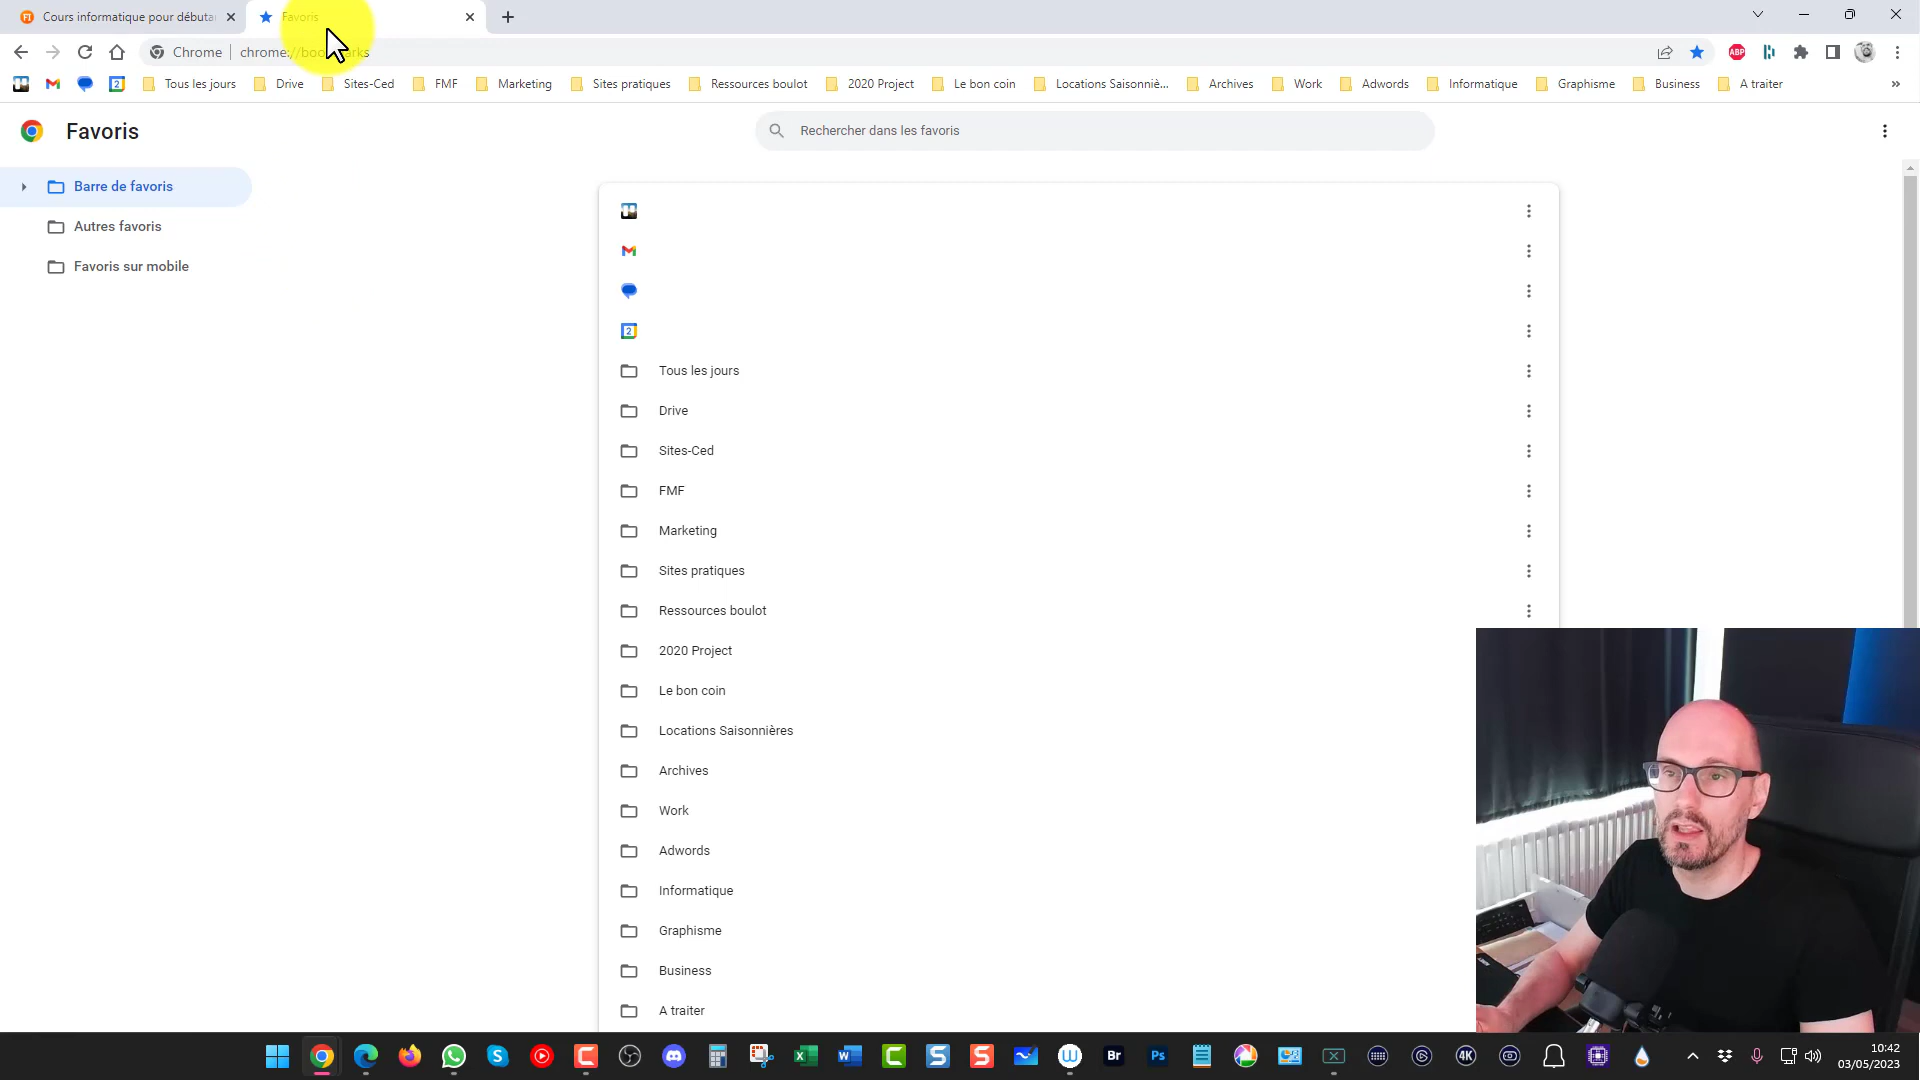 Cours informatique pour débuta
Favoris
Chrome
chrome://bookmarks
Tous les jours
Drive
Sites-Ced
FMF
Marketing
Sites pratiques
Ressources boulot
2020 Project
Le bon coin
Locations Saisonniè...
Archives
Work
Adwords
Informatique
Graphisme
Business
A traiter
»
Favoris
Rechercher dans les favoris
Barre de favoris
Autres favoris
Favoris sur mobile
Tous les jours
Drive
Sites-Ced
FMF
Marketing
Sites pratiques
Ressources boulot
2020 Project
Le bon coin
Locations Saisonnières
Archives
Work
Adwords
Informatique
Graphisme
Business
A traiter
10:42
03/05/2023